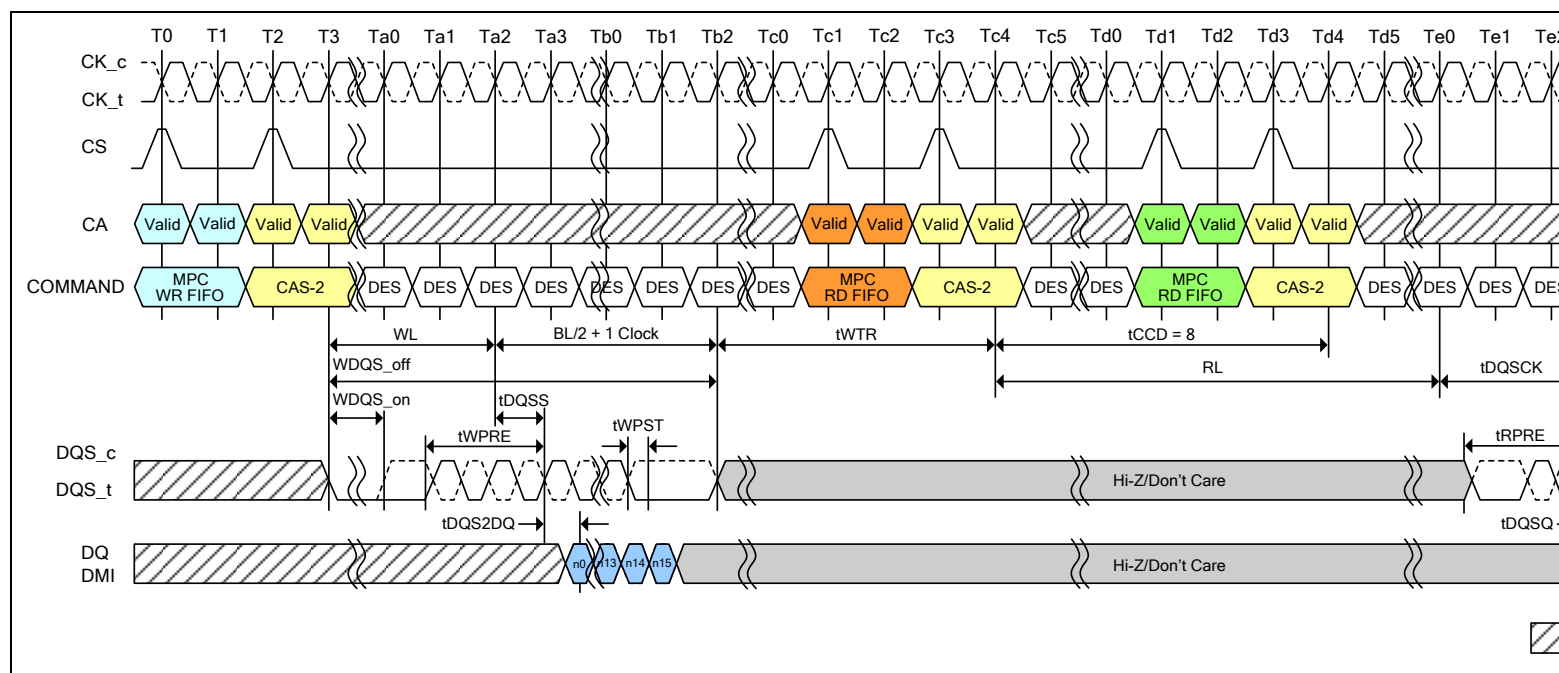 T0 T1 T2 T3 Ta0 Ta1 Ta2 Ta3 Tb0 Tb1 Tb2 Tc0 Tc1 Tc2 Tc3 Tc4 Tc5 Td0 Td1 Td2 Td3 Td4 Td5 Te0 Te1 Te2
CK_c
CK_t
CS
CA Valid Valid Valid Valid Valid Valid Valid Valid Valid Valid Valid Valid
COMMAND MPC WR FIFO CAS-2 DES DES DES DES DES DES DES DES MPC RD FIFO CAS-2 DES DES MPC RD FIFO CAS-2 DES DES DES DES
WL BL/2 + 1 Clock tWTR tCCD = 8
WDQS_off RL tDQSCK
WDQS_on tDQSS
tWPRE tWPST tRPRE
DQS_c
DQS_t Hi-Z/Don't Care
tDQS2DQ tDQSQ
DQ
DMI n0 n13 n14 n15 Hi-Z/Don't Care